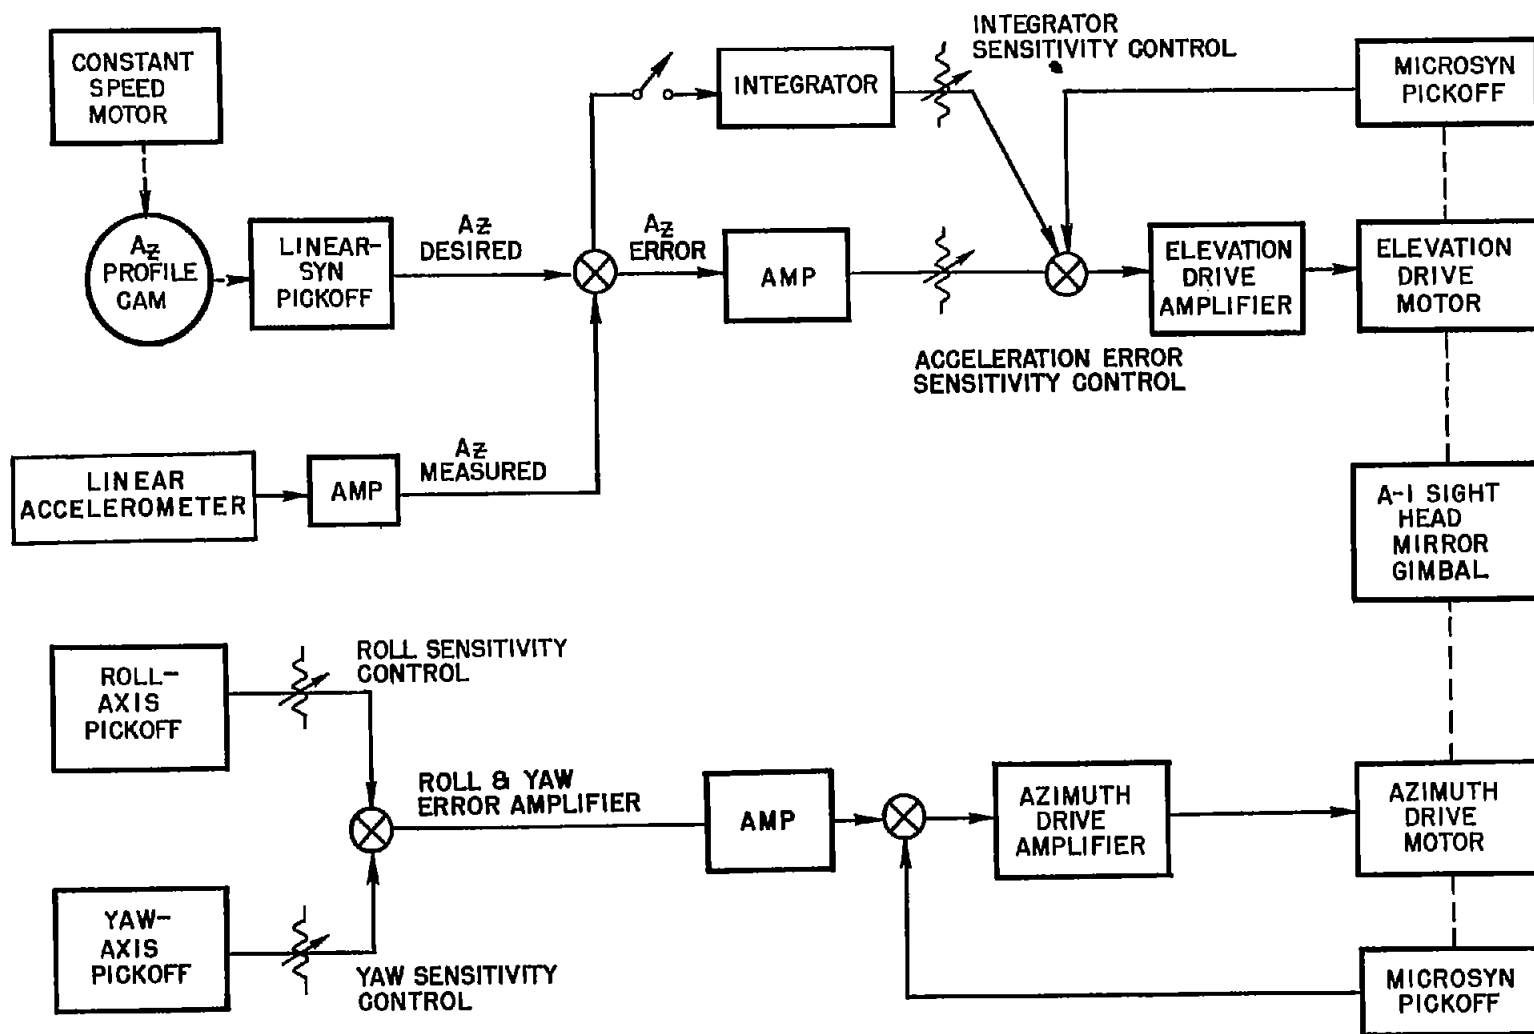 CONSTANT
SPEED
MOTOR
INTEGRATOR
INTEGRATOR
SENSITIVITY CONTROL
MICROSYN
PICKOFF
Az
PROFILE
CAM
LINEAR-
SYN
PICKOFF
Az
DESIRED
Az
ERROR
AMP
ELEVATION
DRIVE
AMPLIFIER
ELEVATION
DRIVE
MOTOR
ACCELERATION ERROR
SENSITIVITY CONTROL
LINEAR
ACCELEROMETER
AMP
Az
MEASURED
A-1 SIGHT
HEAD
MIRROR
GIMBAL
ROLL-
AXIS
PICKOFF
ROLL SENSITIVITY
CONTROL
ROLL & YAW
ERROR AMPLIFIER
AMP
AZIMUTH
DRIVE
AMPLIFIER
AZIMUTH
DRIVE
MOTOR
YAW-
AXIS
PICKOFF
YAW SENSITIVITY
CONTROL
MICROSYN
PICKOFF